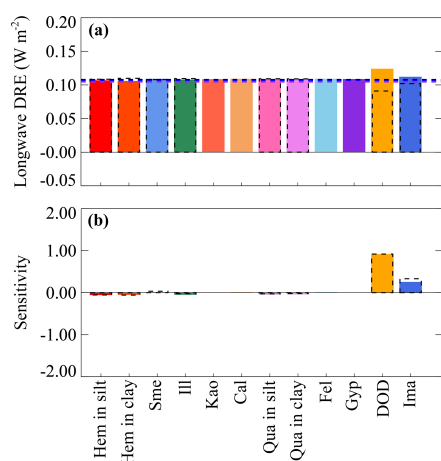 (a)
Longwave DRE (W m-2)
0.20
0.15
0.10
0.05
-0.00
-0.05
(b)
Sensitivity
2.00
1.00
0.00
-1.00
-2.00
Hem in silt
Hem in clay
Sme
Ill
Kao
Cal
Qua in silt
Qua in clay
Fel
Gyp
DOD
Ima